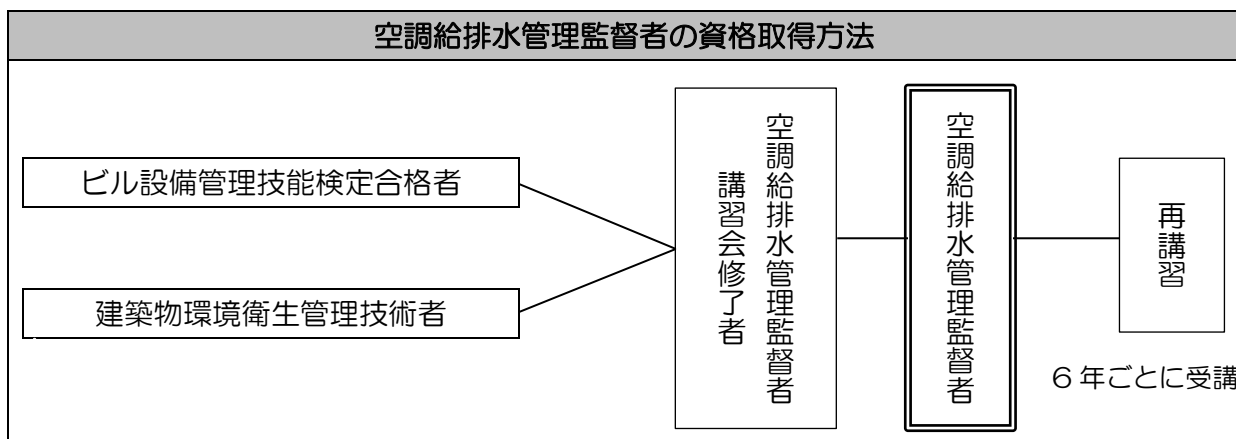 空調給排水管理監督者の資格取得方法
ビル設備管理技能検定合格者
建築物環境衛生管理技術者
空調給排水管理監督者
講習会修了者
空調給排水管理監督者
再講習
6年ごとに受講